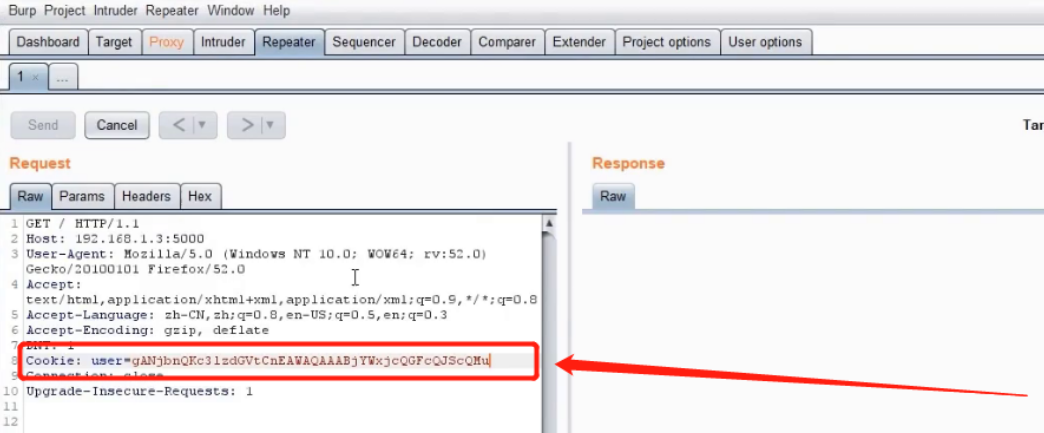 Burp Project Intruder Repeater Window Help
Dashboard Target Proxy Intruder Repeater Sequencer Decoder Comparer Extender Project options User options
1 × ...
Send Cancel < | ▼ > | ▼ Tar
Request Response
Raw Params Headers Hex Raw
1 GET / HTTP/1.1
2 Host: 192.168.1.3:5000
3 User-Agent: Mozilla/5.0 (Windows NT 10.0; WOW64; rv:52.0)
Gecko/20100101 Firefox/52.0
4 Accept:
text/html,application/xhtml+xml,application/xml;q=0.9,*/*;q=0.8
5 Accept-Language: zh-CN,zh;q=0.8,en-US;q=0.5,en;q=0.3
6 Accept-Encoding: gzip, deflate
7 DNT: 1
8 Cookie: user=gANjbnQKc3lzdGVtCnEAWAQAAABjYWxjcQGFcQJScQMu
9 Connection: close
10 Upgrade-Insecure-Requests: 1
11
12